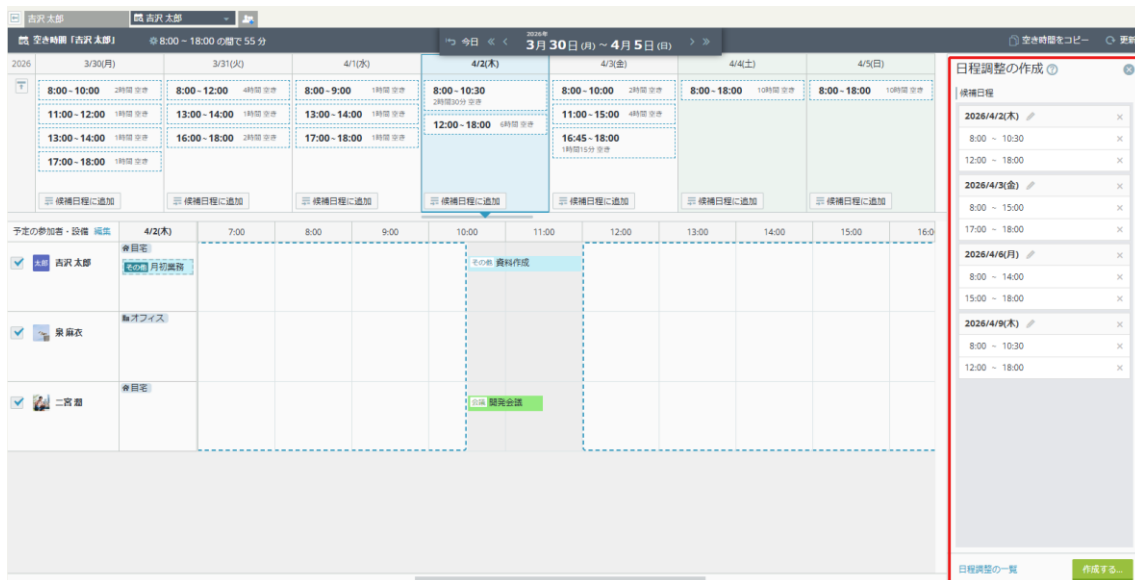 吉沢 太郎
吉沢 太郎
空き時間「吉沢 太郎」
8:00 ~ 18:00 の間で 55 分
今日 « <
2026年
3月30日(月) ~ 4月5日(日)
> »
空き時間をコピー
更新
2026 3/30(月) 3/31(火) 4/1(水) 4/2(木) 4/3(金) 4/4(土) 4/5(日)
8:00~10:00 2時間 空き
11:00~12:00 1時間 空き
13:00~14:00 1時間 空き
17:00~18:00 1時間 空き
候補日程に追加
8:00~12:00 4時間 空き
13:00~14:00 1時間 空き
16:00~18:00 2時間 空き
候補日程に追加
8:00~9:00 1時間 空き
13:00~14:00 1時間 空き
17:00~18:00 1時間 空き
候補日程に追加
8:00~10:30
2時間30分 空き
12:00~18:00 6時間 空き
候補日程に追加
8:00~10:00 2時間 空き
11:00~15:00 4時間 空き
16:45~18:00
1時間15分 空き
候補日程に追加
8:00~18:00 10時間 空き
候補日程に追加
8:00~18:00 10時間 空き
候補日程に追加
予定の参加者・設備 編集 4/2(木) 7:00 8:00 9:00 10:00 11:00 12:00 13:00 14:00 15:00 16:0
太郎 吉沢 太郎
自宅
その他 月初業務
その他 資料作成
泉 麻衣
オフィス
二宮 潤
自宅
会議 開発会議
日程調整の作成 ?
候補日程
2026/4/2(木)
8:00 ~ 10:30
12:00 ~ 18:00
2026/4/3(金)
8:00 ~ 15:00
17:00 ~ 18:00
2026/4/6(月)
8:00 ~ 14:00
15:00 ~ 18:00
2026/4/9(木)
8:00 ~ 10:30
12:00 ~ 18:00
日程調整の一覧
作成する...